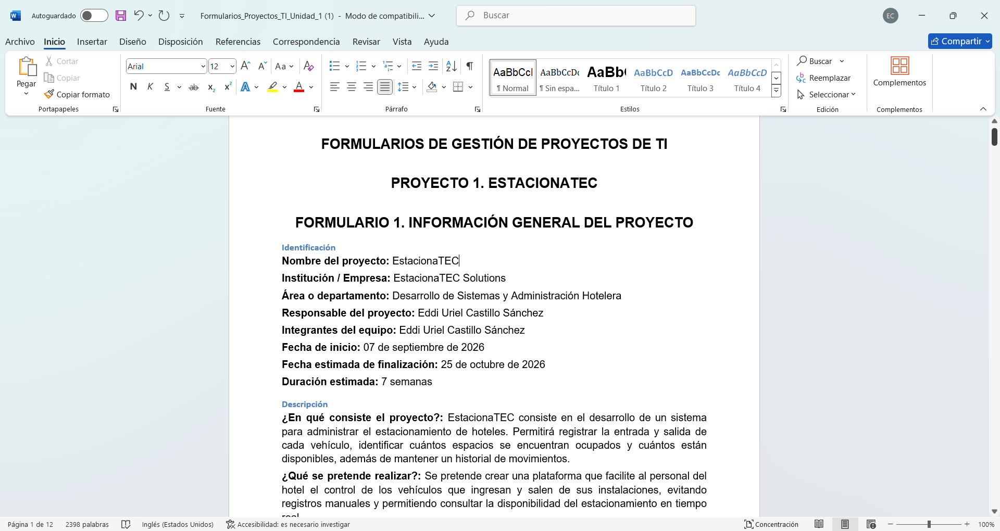 Autoguardado
Formularios_Proyectos_TI_Unidad_1 (1) - Modo de compatibili...
Buscar
EC
Archivo Inicio Insertar Diseño Disposición Referencias Correspondencia Revisar Vista Ayuda
Compartir
Pegar
Cortar
Copiar
Copiar formato
Portapapeles
Arial 12
Aa
N K S ab x₂ x² A A
Fuente
Párrafo
AaBbCcI AaBbCcDc AaBb( AaBbCcD AaBbCcDc AaBbCcD
¶ Normal ¶ Sin espa... Título 1 Título 2 Título 3 Título 4
Estilos
Buscar
Reemplazar
Seleccionar
Edición
Complementos
Complementos
FORMULARIOS DE GESTIÓN DE PROYECTOS DE TI
PROYECTO 1. ESTACIONATEC
FORMULARIO 1. INFORMACIÓN GENERAL DEL PROYECTO
Identificación
Nombre del proyecto: EstacionaTEC
Institución / Empresa: EstacionaTEC Solutions
Área o departamento: Desarrollo de Sistemas y Administración Hotelera
Responsable del proyecto: Eddi Uriel Castillo Sánchez
Integrantes del equipo: Eddi Uriel Castillo Sánchez
Fecha de inicio: 07 de septiembre de 2026
Fecha estimada de finalización: 25 de octubre de 2026
Duración estimada: 7 semanas
Descripción
¿En qué consiste el proyecto?: EstacionaTEC consiste en el desarrollo de un sistema
para administrar el estacionamiento de hoteles. Permitirá registrar la entrada y salida de
cada vehículo, identificar cuántos espacios se encuentran ocupados y cuántos están
disponibles, además de mantener un historial de movimientos.
¿Qué se pretende realizar?: Se pretende crear una plataforma que facilite al personal del
hotel el control de los vehículos que ingresan y salen de sus instalaciones, evitando
registros manuales y permitiendo consultar la disponibilidad del estacionamiento en tiempo
real
Página 1 de 12 2398 palabras Inglés (Estados Unidos) Accesibilidad: es necesario investigar Concentración 100%